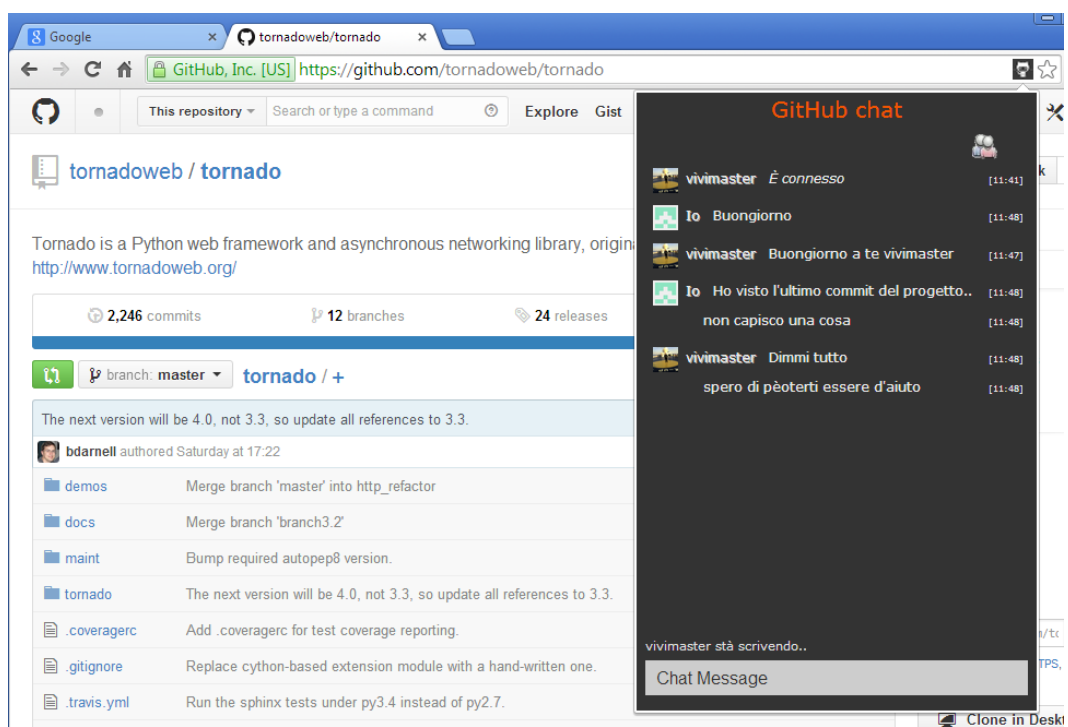 Google
tornadoweb/tornado
GitHub, Inc. [US] https://github.com/tornadoweb/tornado
This repository Search or type a command Explore Gist
tornadoweb / tornado
Tornado is a Python web framework and asynchronous networking library, origina
http://www.tornadoweb.org/
2,246 commits 12 branches 24 releases
branch: master tornado / +
The next version will be 4.0, not 3.3, so update all references to 3.3.
bdarnell authored Saturday at 17:22
demos Merge branch 'master' into http_refactor
docs Merge branch 'branch3.2'
maint Bump required autopep8 version.
tornado The next version will be 4.0, not 3.3, so update all references to 3.3.
.coveragerc Add .coveragerc for test coverage reporting.
.gitignore Replace cython-based extension module with a hand-written one.
.travis.yml Run the sphinx tests under py3.4 instead of py2.7.
GitHub chat
vivimaster È connesso [11:41]
Io Buongiorno [11:48]
vivimaster Buongiorno a te vivimaster [11:47]
Io Ho visto l'ultimo commit del progetto.. [11:48]
non capisco una cosa [11:48]
vivimaster Dimmi tutto [11:48]
spero di pèoterti essere d'aiuto [11:48]
vivimaster stà scrivendo..
Chat Message
k
TPS,
Clone in Deskt